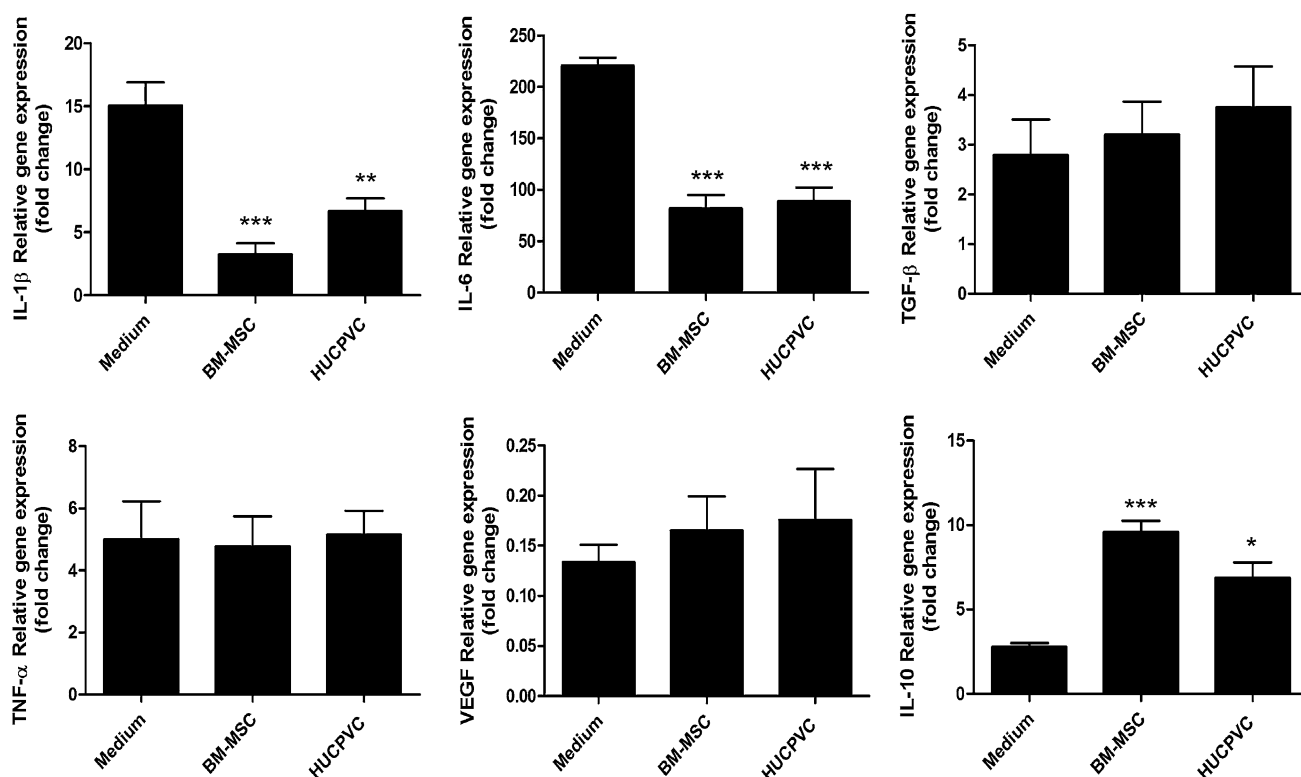 IL-1β Relative gene expression
(fold change)
20
15
10
5
0
***
**
Medium
BM-MSC
HUCPVC
IL-6 Relative gene expression
(fold change)
250
200
150
100
50
0
***
***
Medium
BM-MSC
HUCPVC
TGF-β Relative gene expression
(fold change)
5
4
3
2
1
0
Medium
BM-MSC
HUCPVC
TNF-α Relative gene expression
(fold change)
8
6
4
2
0
Medium
BM-MSC
HUCPVC
VEGF Relative gene expression
(fold change)
0.25
0.20
0.15
0.10
0.05
0.00
Medium
BM-MSC
HUCPVC
IL-10 Relative gene expression
(fold change)
15
10
5
0
***
*
Medium
BM-MSC
HUCPVC